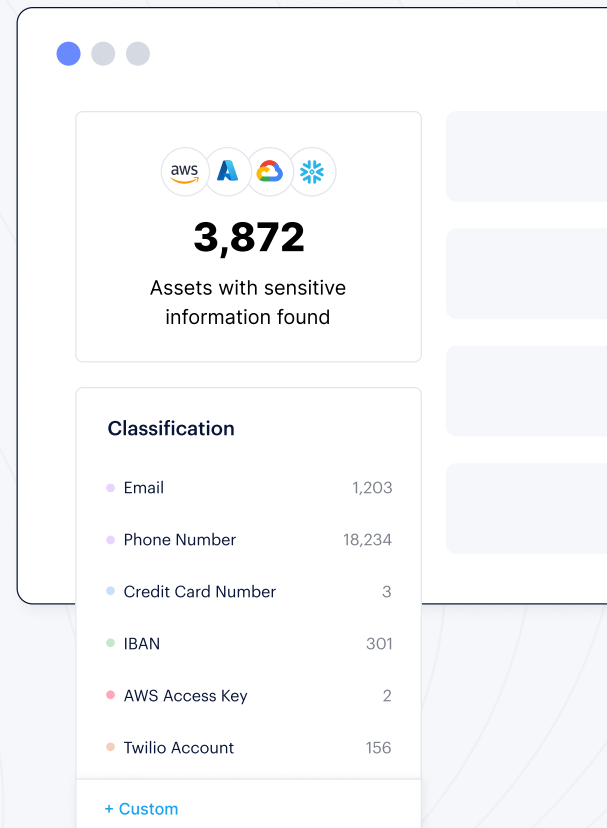 aws
3,872
Assets with sensitive
information found
Classification
Email 1,203
Phone Number 18,234
Credit Card Number 3
IBAN 301
AWS Access Key 2
Twilio Account 156
+ Custom